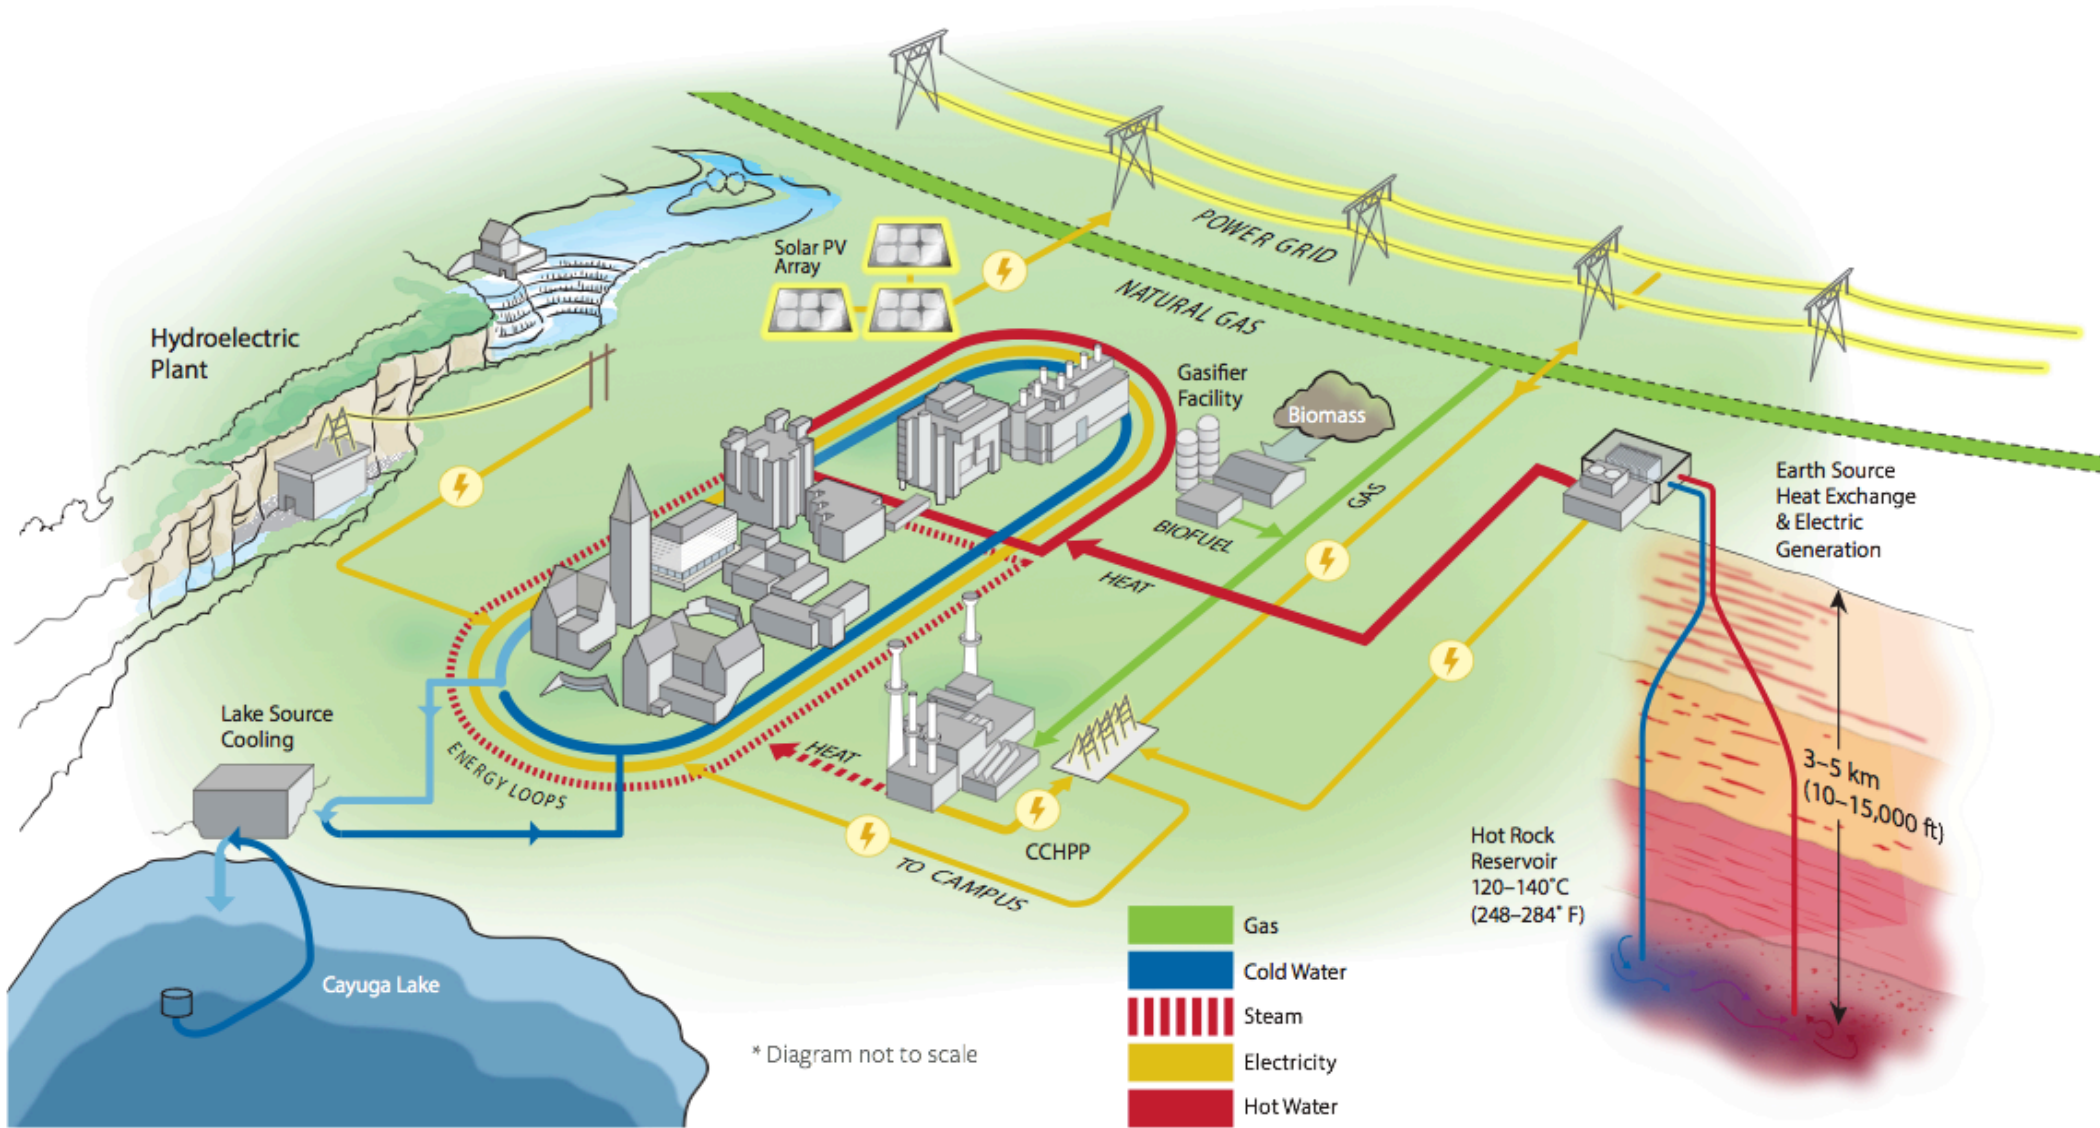 POWER GRID
NATURAL GAS
Solar PV
Array
Hydroelectric
Plant
Gasifier
Facility
Biomass
BIOFUEL
GAS
HEAT
Earth Source
Heat Exchange
& Electric
Generation
Lake Source
Cooling
ENERGY LOOPS
HEAT
CCHPP
TO CAMPUS
3–5 km
(10–15,000 ft)
Hot Rock
Reservoir
120–140°C
(248–284° F)
Cayuga Lake
* Diagram not to scale
Gas
Cold Water
Steam
Electricity
Hot Water